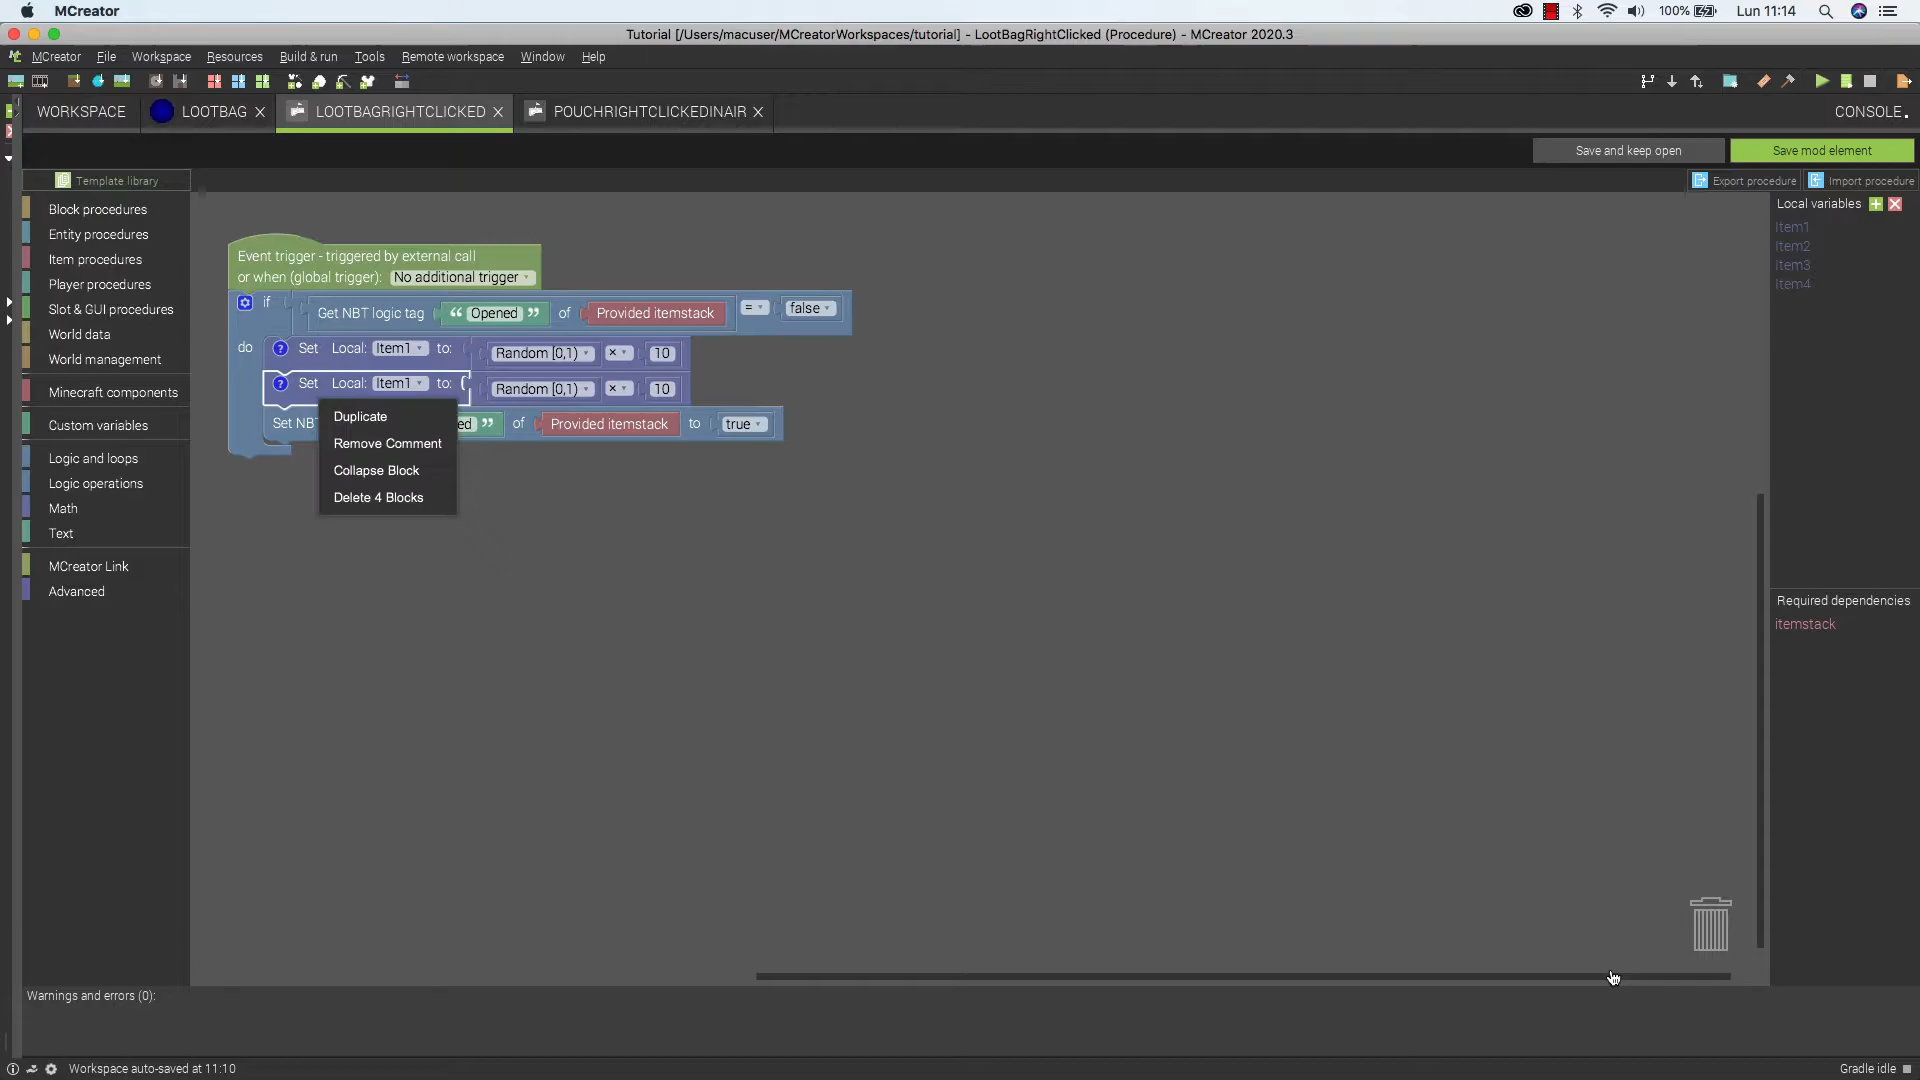 MCreator
100%
Lun 11:14
Tutorial [/Users/macuser/MCreatorWorkspaces/tutorial] - LootBagRightClicked (Procedure) - MCreator 2020.3
MCreator File Workspace Resources Build & run Tools Remote workspace Window Help
WORKSPACE
LOOTBAG
LOOTBAGRIGHTCLICKED
POUCHRIGHTCLICKEDINAIR
CONSOLE
Save and keep open
Save mod element
Template library
Export procedure
Import procedure
Block procedures
Entity procedures
Item procedures
Player procedures
Slot & GUI procedures
World data
World management
Minecraft components
Custom variables
Logic and loops
Logic operations
Math
Text
MCreator Link
Advanced
Event trigger - triggered by external call
or when (global trigger): No additional trigger
if Get NBT logic tag “ Opened ” of Provided itemstack = false
do ? Set Local: Item1 to: Random [0,1) × 10
? Set Local: Item1 to: Random [0,1) × 10
Set NB ed ” of Provided itemstack to true
Duplicate
Remove Comment
Collapse Block
Delete 4 Blocks
Local variables
Item1
Item2
Item3
Item4
Required dependencies
itemstack
Warnings and errors (0):
Workspace auto-saved at 11:10
Gradle idle